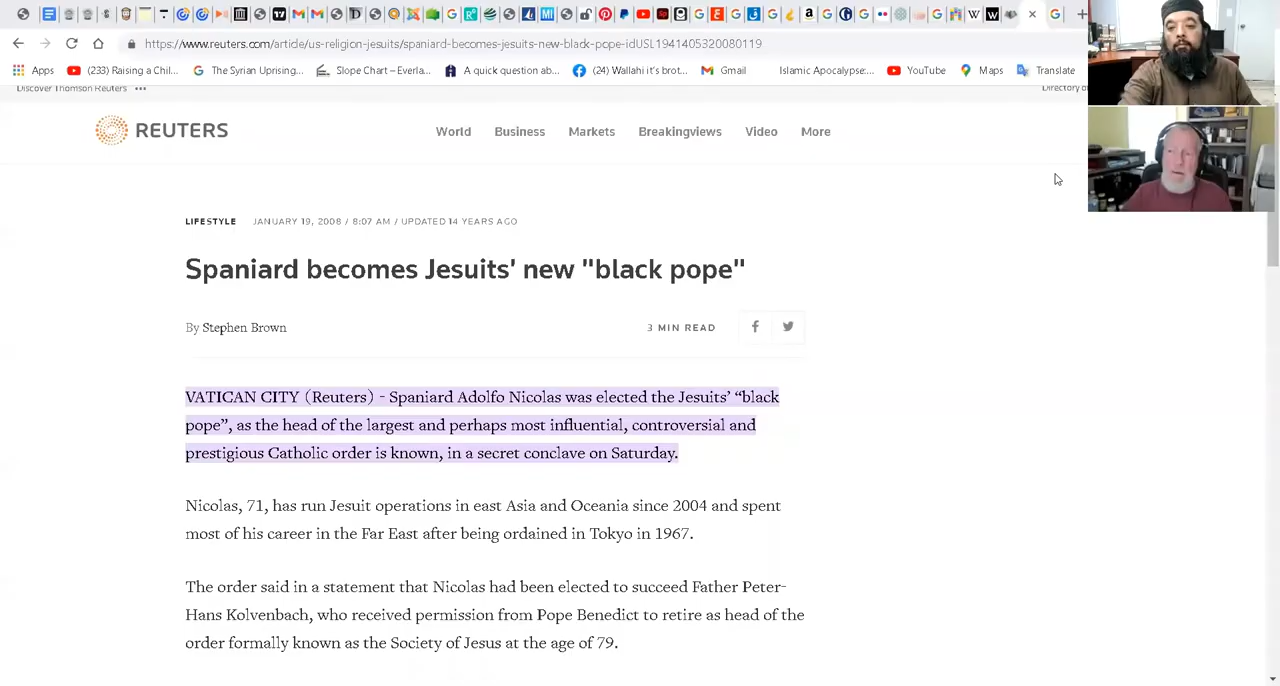 https://www.reuters.com/article/us-religion-jesuits/spaniard-becomes-jesuits-new-black-pope-idUSL1941405320080119
Apps (233) Raising a Chil... The Syrian Uprising... Slope Chart – Everla... A quick question ab... (24) Wallahi it's brot... Gmail Islamic Apocalypse:... YouTube Maps Translate
Discover Thomson Reuters ••• Directory of
REUTERS World Business Markets Breakingviews Video More
LIFESTYLE JANUARY 19, 2008 / 8:07 AM / UPDATED 14 YEARS AGO
Spaniard becomes Jesuits' new "black pope"
By Stephen Brown 3 MIN READ
VATICAN CITY (Reuters) - Spaniard Adolfo Nicolas was elected the Jesuits’ “black
pope”, as the head of the largest and perhaps most influential, controversial and
prestigious Catholic order is known, in a secret conclave on Saturday.
Nicolas, 71, has run Jesuit operations in east Asia and Oceania since 2004 and spent
most of his career in the Far East after being ordained in Tokyo in 1967.
The order said in a statement that Nicolas had been elected to succeed Father Peter-
Hans Kolvenbach, who received permission from Pope Benedict to retire as head of the
order formally known as the Society of Jesus at the age of 79.